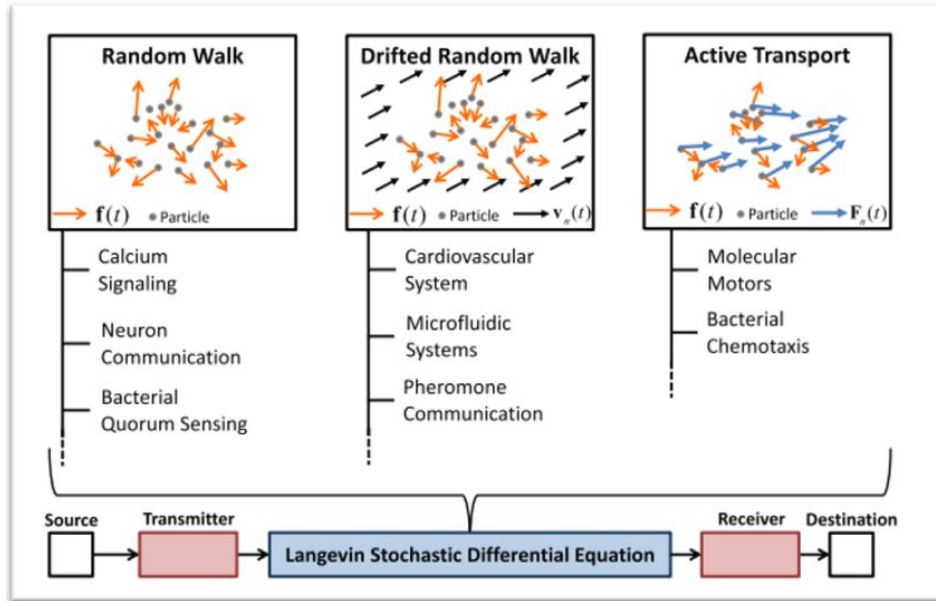 Random Walk
f(t) Particle
Calcium
Signaling
Neuron
Communication
Bacterial
Quorum Sensing
Drifted Random Walk
f(t) Particle vₙ(t)
Cardiovascular
System
Microfluidic
Systems
Pheromone
Communication
Active Transport
f(t) Particle Fₙ(t)
Molecular
Motors
Bacterial
Chemotaxis
Source
Transmitter
Langevin Stochastic Differential Equation
Receiver
Destination